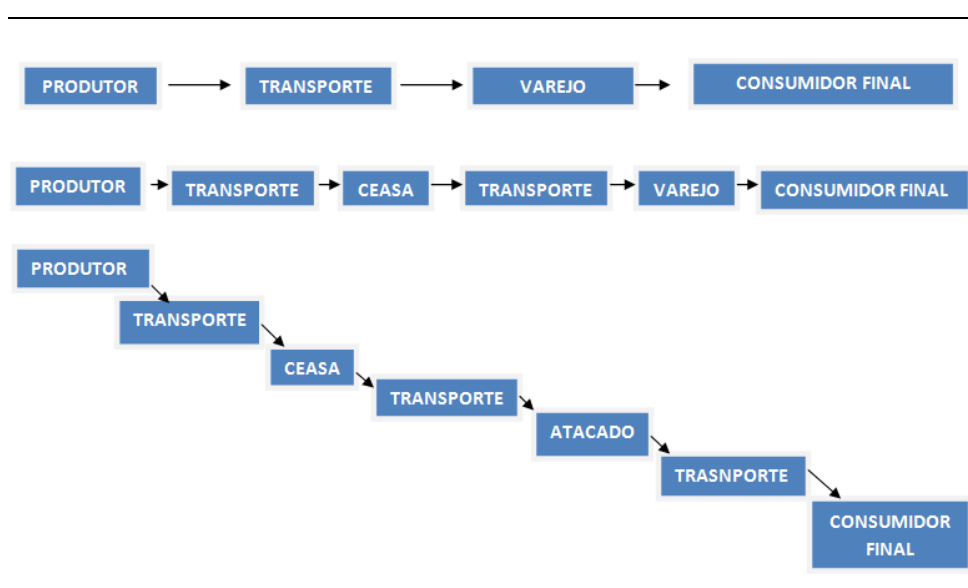 PRODUTOR TRANSPORTE VAREJO CONSUMIDOR FINAL
PRODUTOR TRANSPORTE CEASA TRANSPORTE VAREJO CONSUMIDOR FINAL
PRODUTOR
TRANSPORTE
CEASA
TRANSPORTE
ATACADO
TRASNPORTE
CONSUMIDOR
FINAL